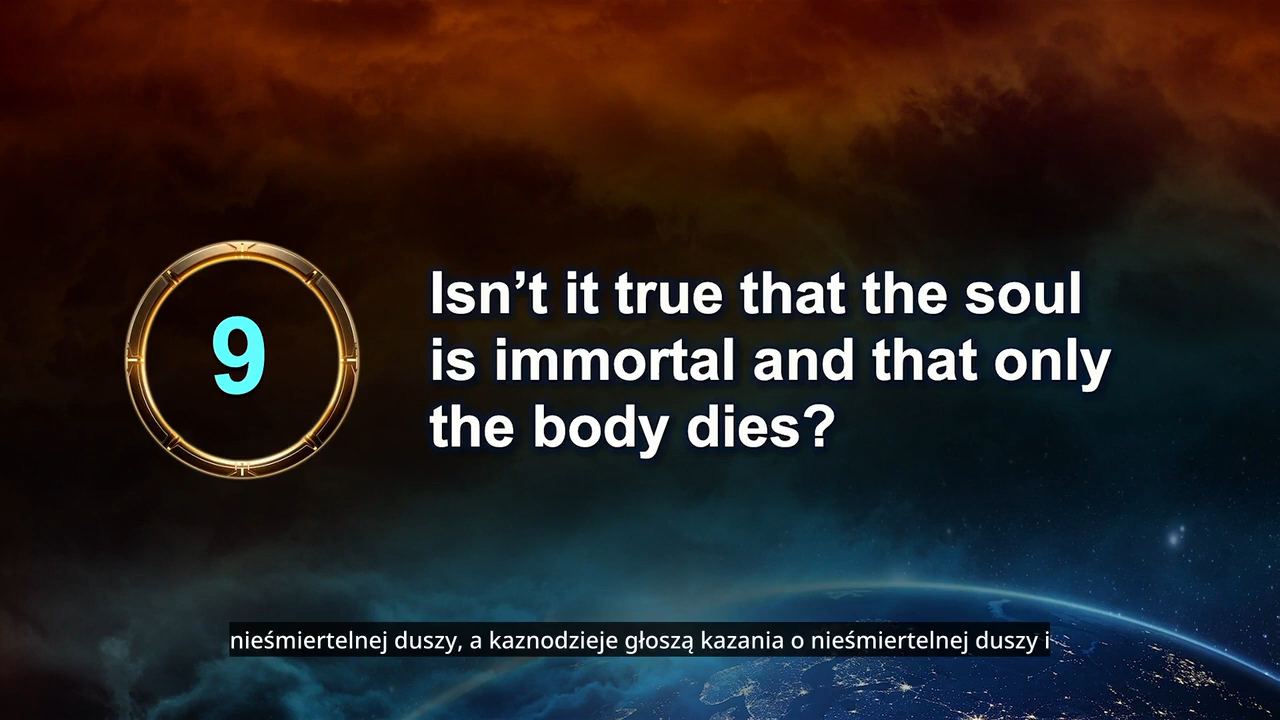 9
Isn’t it true that the soul
is immortal and that only
the body dies?
nieśmiertelnej duszy, a kaznodzieje głoszą kazania o nieśmiertelnej duszy i